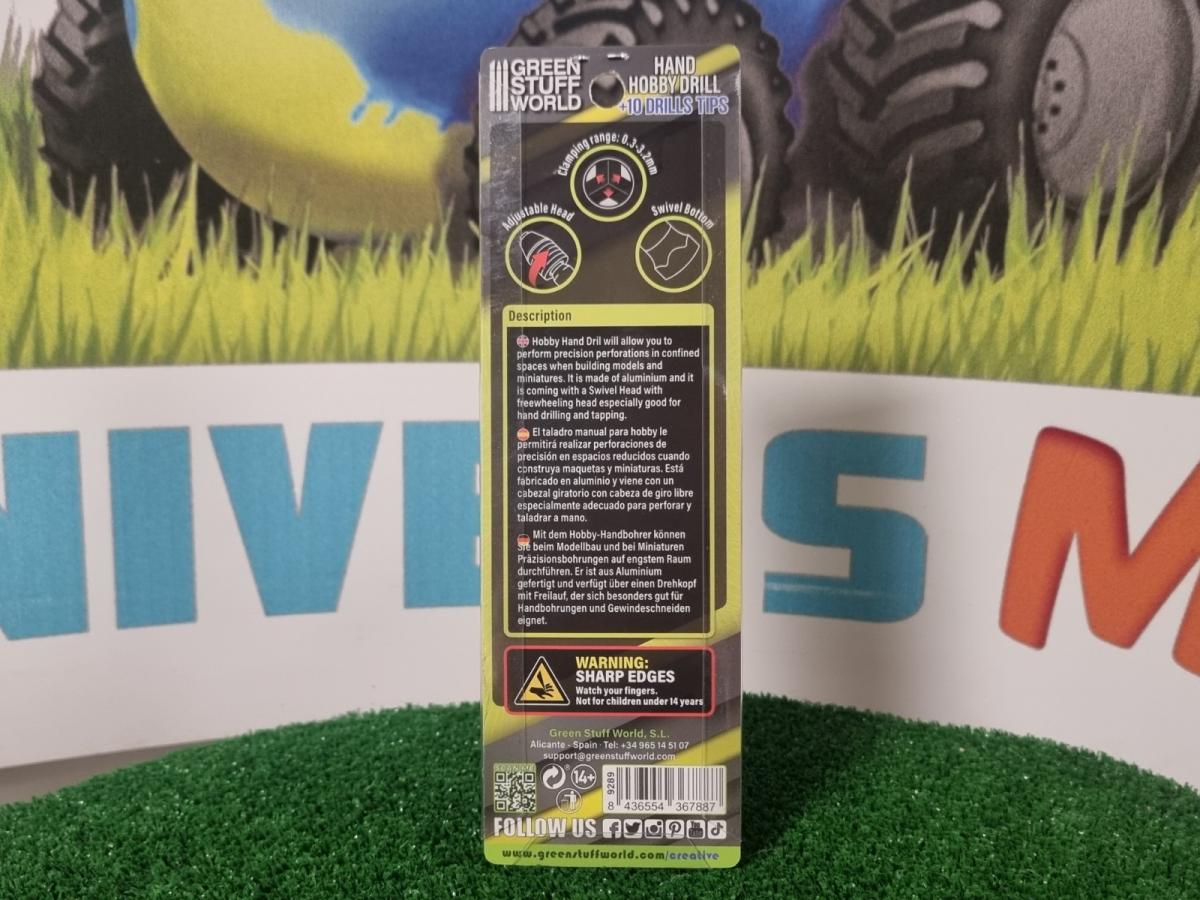 GREEN
STUFF
WORLD
HAND
HOBBY DRILL
+10 DRILLS TIPS
Clamping range: 0.3-3.2mm
Adjustable Head
Swivel Bottom
Description
Hobby Hand Dril will allow you to
perform precision perforations in confined
spaces when building models and
miniatures. It is made of aluminium and it
is coming with a Swivel Head with
freewheeling head especially good for
hand drilling and tapping.
El taladro manual para hobby le
permitirá realizar perforaciones de
precisión en espacios reducidos cuando
construya maquetas y miniaturas. Está
fabricado en aluminio y viene con un
cabezal giratorio con cabeza de giro libre
especialmente adecuado para perforar y
taladrar a mano.
Mit dem Hobby-Handbohrer können
Sie beim Modellbau und bei Miniaturen
Präzisionsbohrungen auf engstem Raum
durchführen. Er ist aus Aluminium
gefertigt und verfügt über einen Drehkopf
mit Freilauf, der sich besonders gut für
Handbohrungen und Gewindeschneiden
eignet.
NIVE S M
WARNING:
SHARP EDGES
Watch your fingers.
Not for children under 14 years
Green Stuff World, S.L.
Alicante - Spain · Tel: +34 965 14 51 07
support@greenstuffworld.com
SCAN ME
14+
9289
8 436554 367887
FOLLOW US
www.greenstuffworld.com/creative